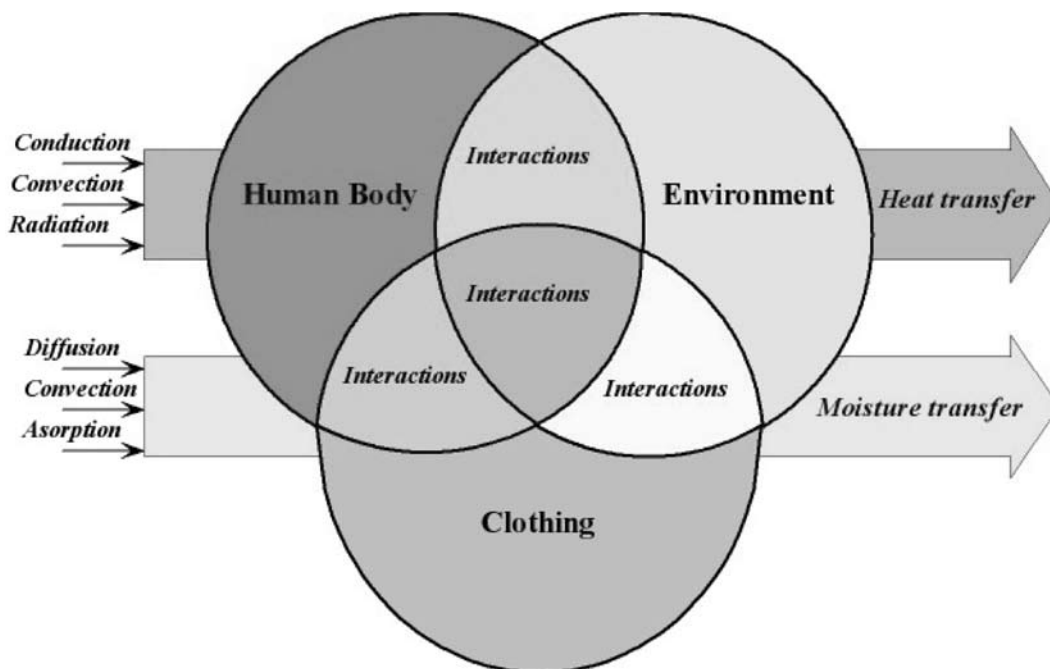 Conduction
Convection
Radiation
Human Body
Interactions
Environment
Heat transfer
Interactions
Diffusion
Convection
Asorption
Interactions
Interactions
Moisture transfer
Clothing